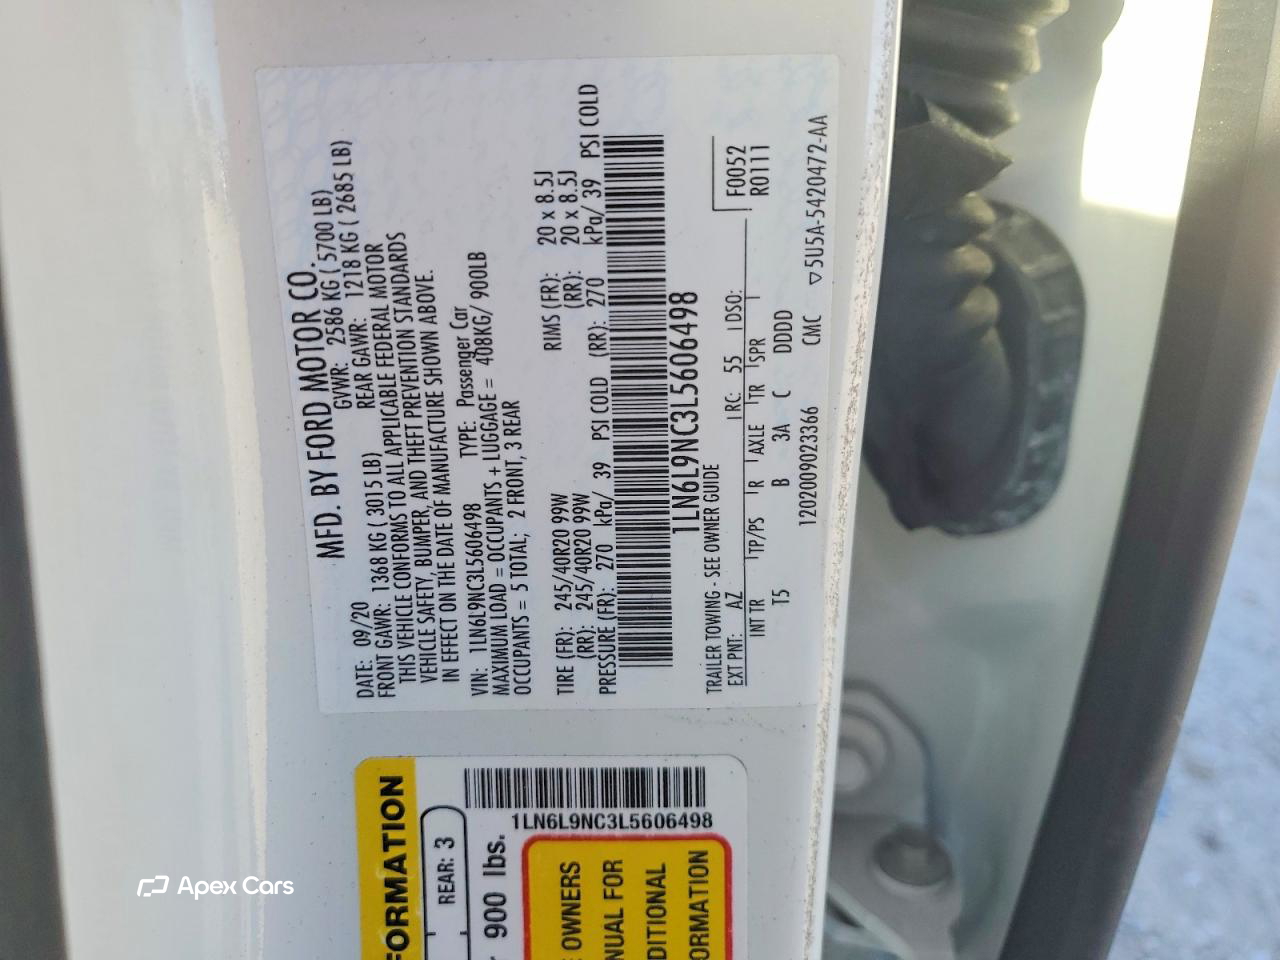 MFD. BY FORD MOTOR CO.
DATE: 09/20 GVWR: 2586 KG ( 5700 LB)
FRONT GAWR: 1368 KG ( 3015 LB) REAR GAWR: 1218 KG ( 2685 LB)
THIS VEHICLE CONFORMS TO ALL APPLICABLE FEDERAL MOTOR
VEHICLE SAFETY, BUMPER, AND THEFT PREVENTION STANDARDS
IN EFFECT ON THE DATE OF MANUFACTURE SHOWN ABOVE.
VIN: 1LN6L9NC3L5606498 TYPE: Passenger Car
MAXIMUM LOAD = OCCUPANTS + LUGGAGE = 408KG/ 900LB
OCCUPANTS = 5 TOTAL; 2 FRONT, 3 REAR
RIMS (FR): 20 x 8.5J
TIRE (FR): 245/40R20 99W (RR): 20 x 8.5J
(RR): 245/40R20 99W
PRESSURE (FR): 270 kPa/ 39 PSI COLD (RR): 270 kPa/ 39 PSI COLD
1LN6L9NC3L5606498
TRAILER TOWING - SEE OWNER GUIDE
EXT PNT: AZ RC: 55 DSO: F0052
R0111
INT TR TP/PS R AXLE TR SPR
T5 B 3A C DDDD
120200902 3366 CMC ▽5U5A-5420472-AA
FORMATION
REAR: 3
900 lbs.
1LN6L9NC3L5606498
OWNERS
NUAL FOR
DITIONAL
ORMATION
Apex Cars